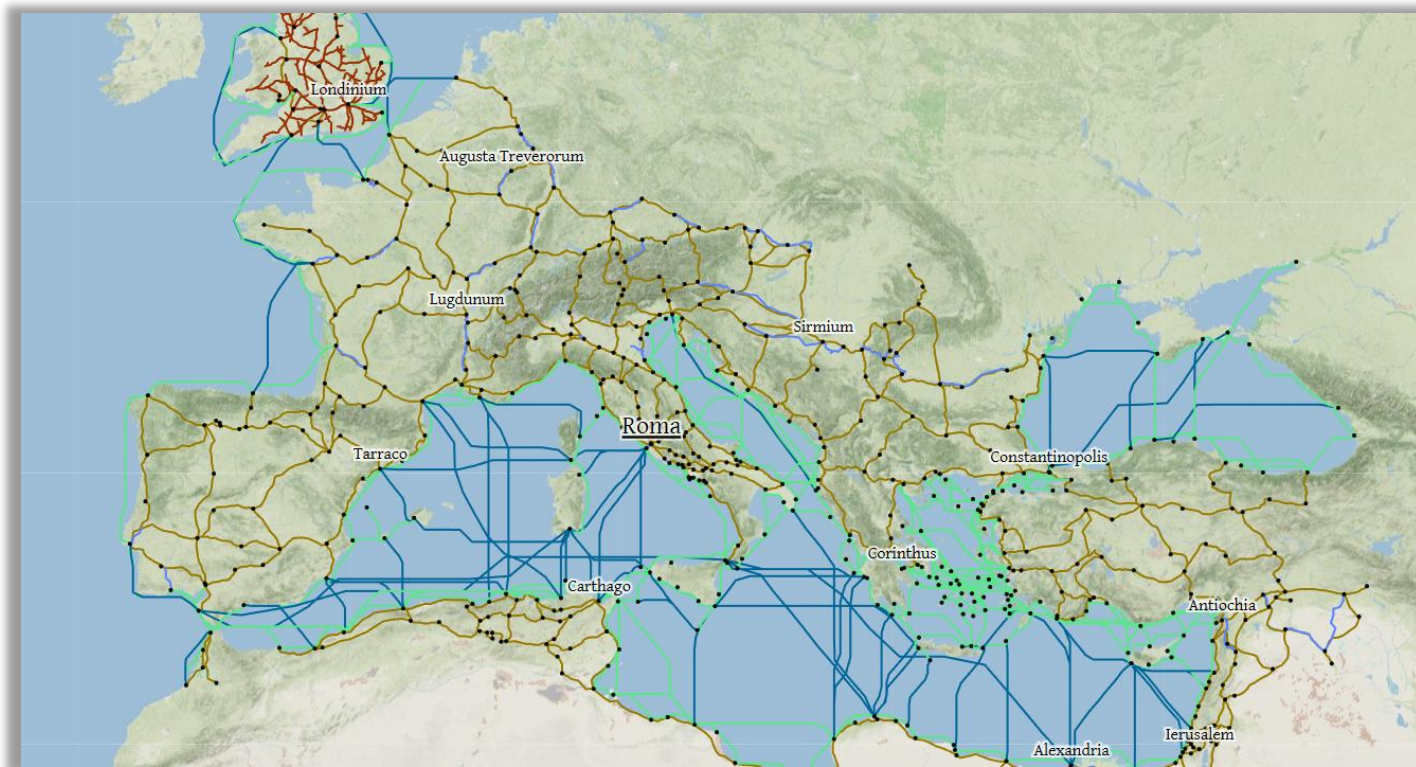 Londinium
Augusta Treverorum
Lugdunum
Sirmium
Roma
Tarraco
Constantinopolis
Corinthus
Carthago
Antiochia
Ierusalem
Alexandria